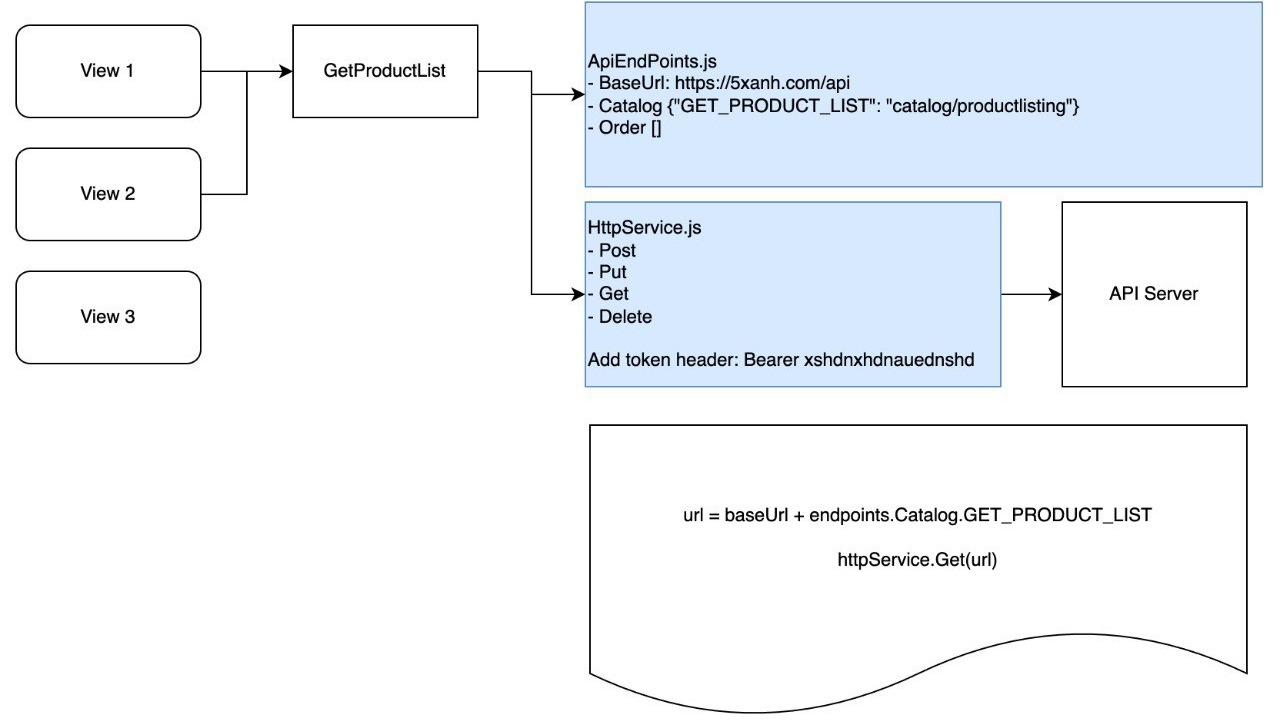 View 1
GetProductList
View 2
View 3
ApiEndPoints.js
- BaseUrl: https://5xanh.com/api
- Catalog {"GET_PRODUCT_LIST": "catalog/productlisting"}
- Order []
HttpService.js
- Post
- Put
- Get
- Delete
Add token header: Bearer xshdnxhdnauednshd
API Server
url = baseUrl + endpoints.Catalog.GET_PRODUCT_LIST
httpService.Get(url)